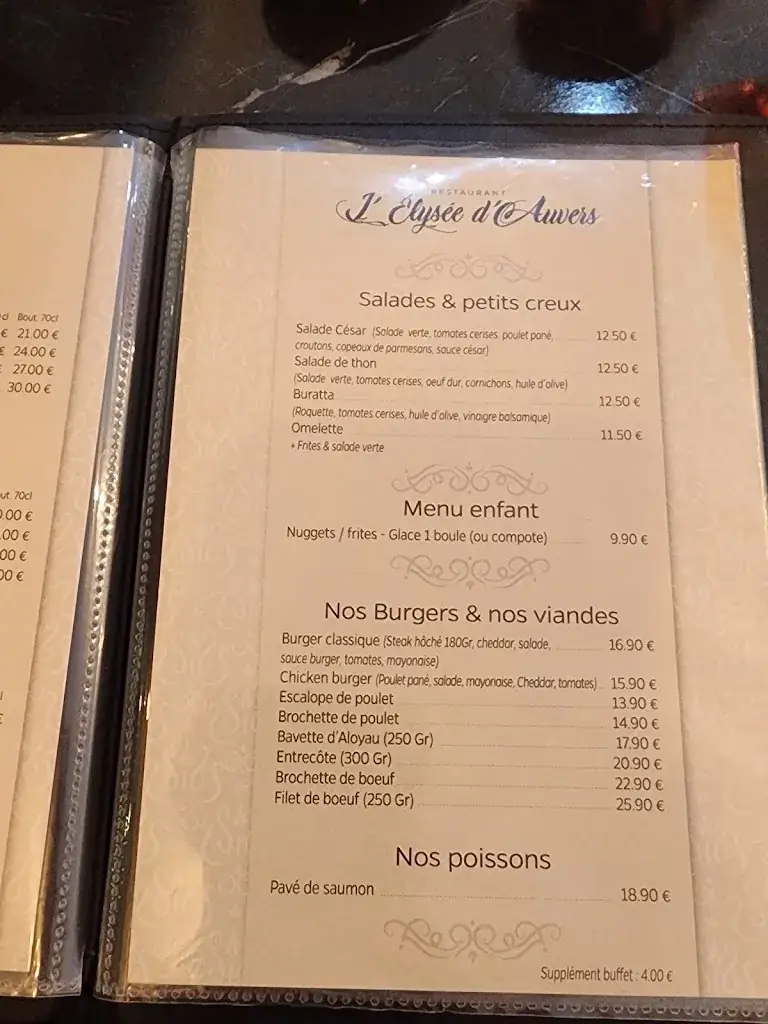 Bout. 70cl
€ 21.00 €
€ 24.00 €
27.00 €
30.00 €
70cl
RESTAURANT
L'Elysée d'Auvers
Salades & petits creux
Salade César (Salade verte, tomates cerises, poulet pané, 12.50 €
croutons, copeaux de parmesans, sauce césar)
Salade de thon 12.50 €
(Salade verte, tomates cerises, oeuf dur, cornichons, huile d'olive)
Buratta 12.50 €
(Roquette, tomates cerises, huile d'olive, vinaigre balsamique)
Omelette 11.50 €
+ Frites & salade verte
Menu enfant
Nuggets / frites - Glace 1 boule (ou compote) 9.90 €
Nos Burgers & nos viandes
Burger classique (Steak hâché 180Gr, cheddar, salade, 16.90 €
sauce burger, tomates, mayonaise)
Chicken burger (Poulet pané, salade, mayonaise, Cheddar, tomates) 15.90 €
Escalope de poulet 13.90 €
Brochette de poulet 14.90 €
Bavette d'Aloyau (250 Gr) 17.90 €
Entrecôte (300 Gr) 20.90 €
Brochette de boeuf 22.90 €
Filet de boeuf (250 Gr) 25.90 €
Nos poissons
Pavé de saumon 18.90 €
Supplément buffet : 4.00 €